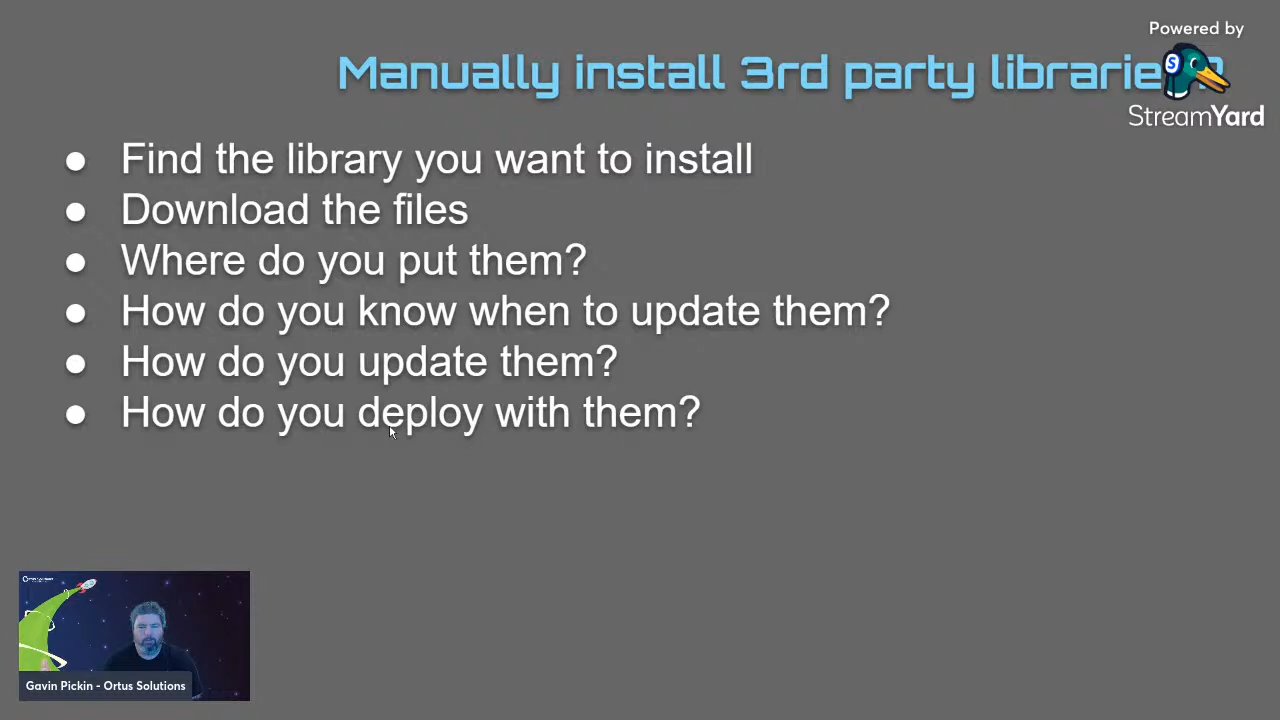 Powered by
Manually install 3rd party libraries?
StreamYard
● Find the library you want to install
● Download the files
● Where do you put them?
● How do you know when to update them?
● How do you update them?
● How do you deploy with them?
Gavin Pickin - Ortus Solutions